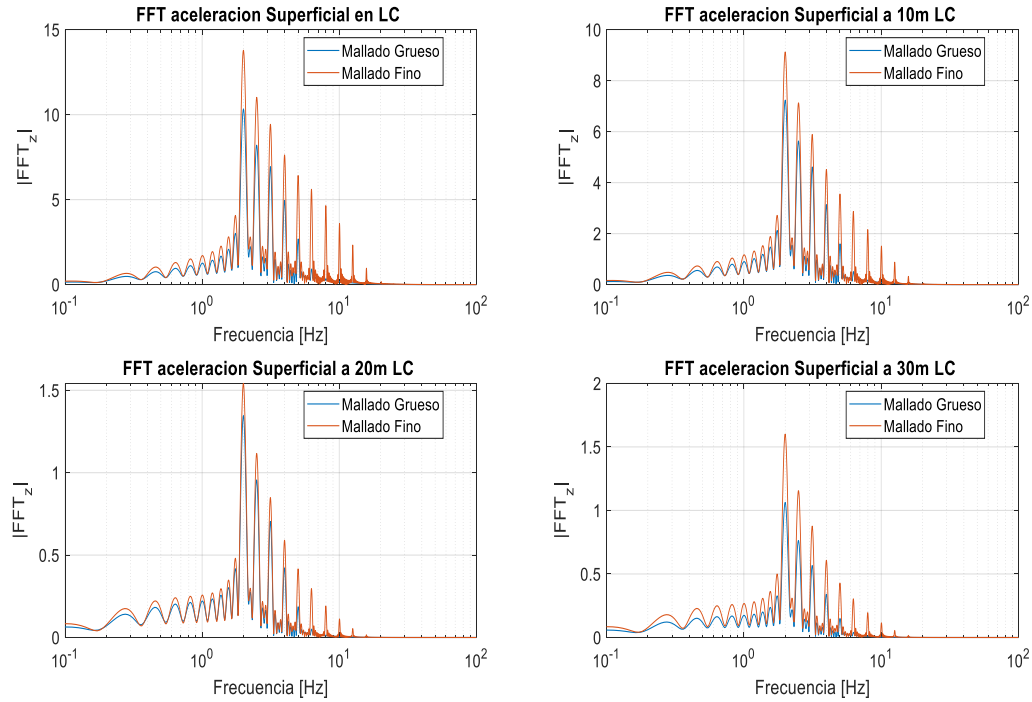 FFT aceleracion Superficial en LC
15
10
5
0
|FFT_z|
Mallado Grueso
Mallado Fino
10^-1
10^0
10^1
10^2
Frecuencia [Hz]
FFT aceleracion Superficial a 10m LC
10
8
6
4
2
0
|FFT_z|
Mallado Grueso
Mallado Fino
10^-1
10^0
10^1
10^2
Frecuencia [Hz]
FFT aceleracion Superficial a 20m LC
1.5
1
0.5
0
|FFT_z|
Mallado Grueso
Mallado Fino
10^-1
10^0
10^1
10^2
Frecuencia [Hz]
FFT aceleracion Superficial a 30m LC
2
1.5
1
0.5
0
|FFT_z|
Mallado Grueso
Mallado Fino
10^-1
10^0
10^1
10^2
Frecuencia [Hz]